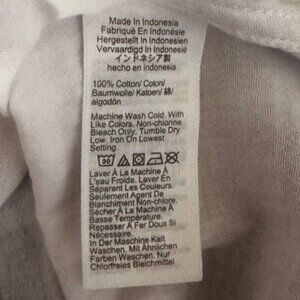 Made In Indonesia
Fabriqué En Indonésie
Hergestellt In Indonesien
Vervaardigd In Indonesië
インドネシア製
hecho en indonesia
100% Cotton/ Coton/
Baumwolle/ Katoen/ 綿/
algodón
Machine Wash Cold. With
Like Colors. Non-chlorine
Bleach Only. Tumble Dry
Low. Iron On Lowest
Setting.
Laver À La Machine À
L'eau Froide. Laver En
Séparant Les Couleurs.
Seulement Agent De
Blanchiment Non-chlore.
Sécher À La Machine À
Basse Température.
Repasser À Fer Doux Si
Nécessaire.
In Der Maschine Kalt
Waschen. Mit Ähnlichen
Farben Waschen. Nur
Chlorfreies Bleichmittel